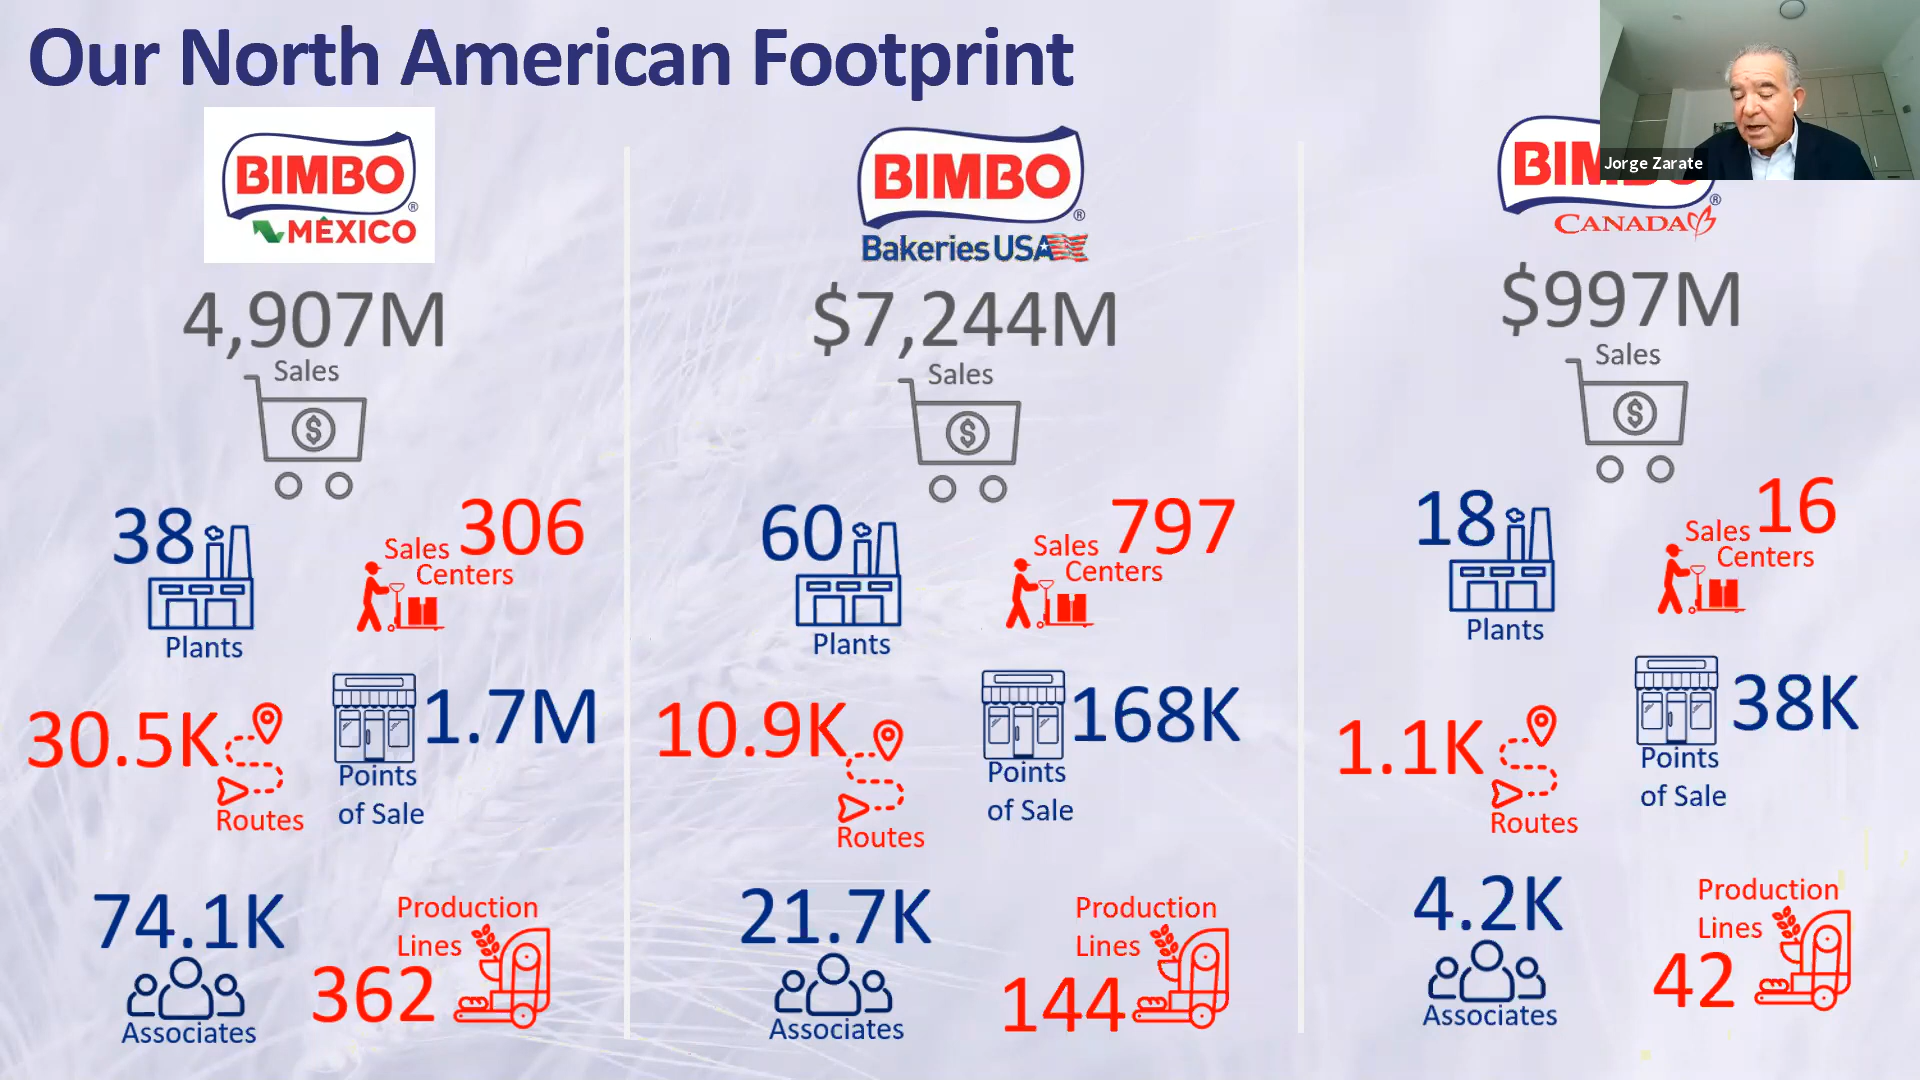 Our North American Footprint
Jorge Zarate
BIMBO
®
MÉXICO
4,907M
Sales
$
38
Plants
306
Sales
Centers
30.5K
Routes
1.7M
Points
of Sale
74.1K
Associates
Production
Lines
362
BIMBO
®
Bakeries USA
$7,244M
Sales
$
60
Plants
797
Sales
Centers
10.9K
Routes
168K
Points
of Sale
21.7K
Associates
Production
Lines
144
®
CANADA
$997M
Sales
$
18
Plants
16
Sales
Centers
1.1K
Routes
38K
Points
of Sale
4.2K
Associates
Production
Lines
42